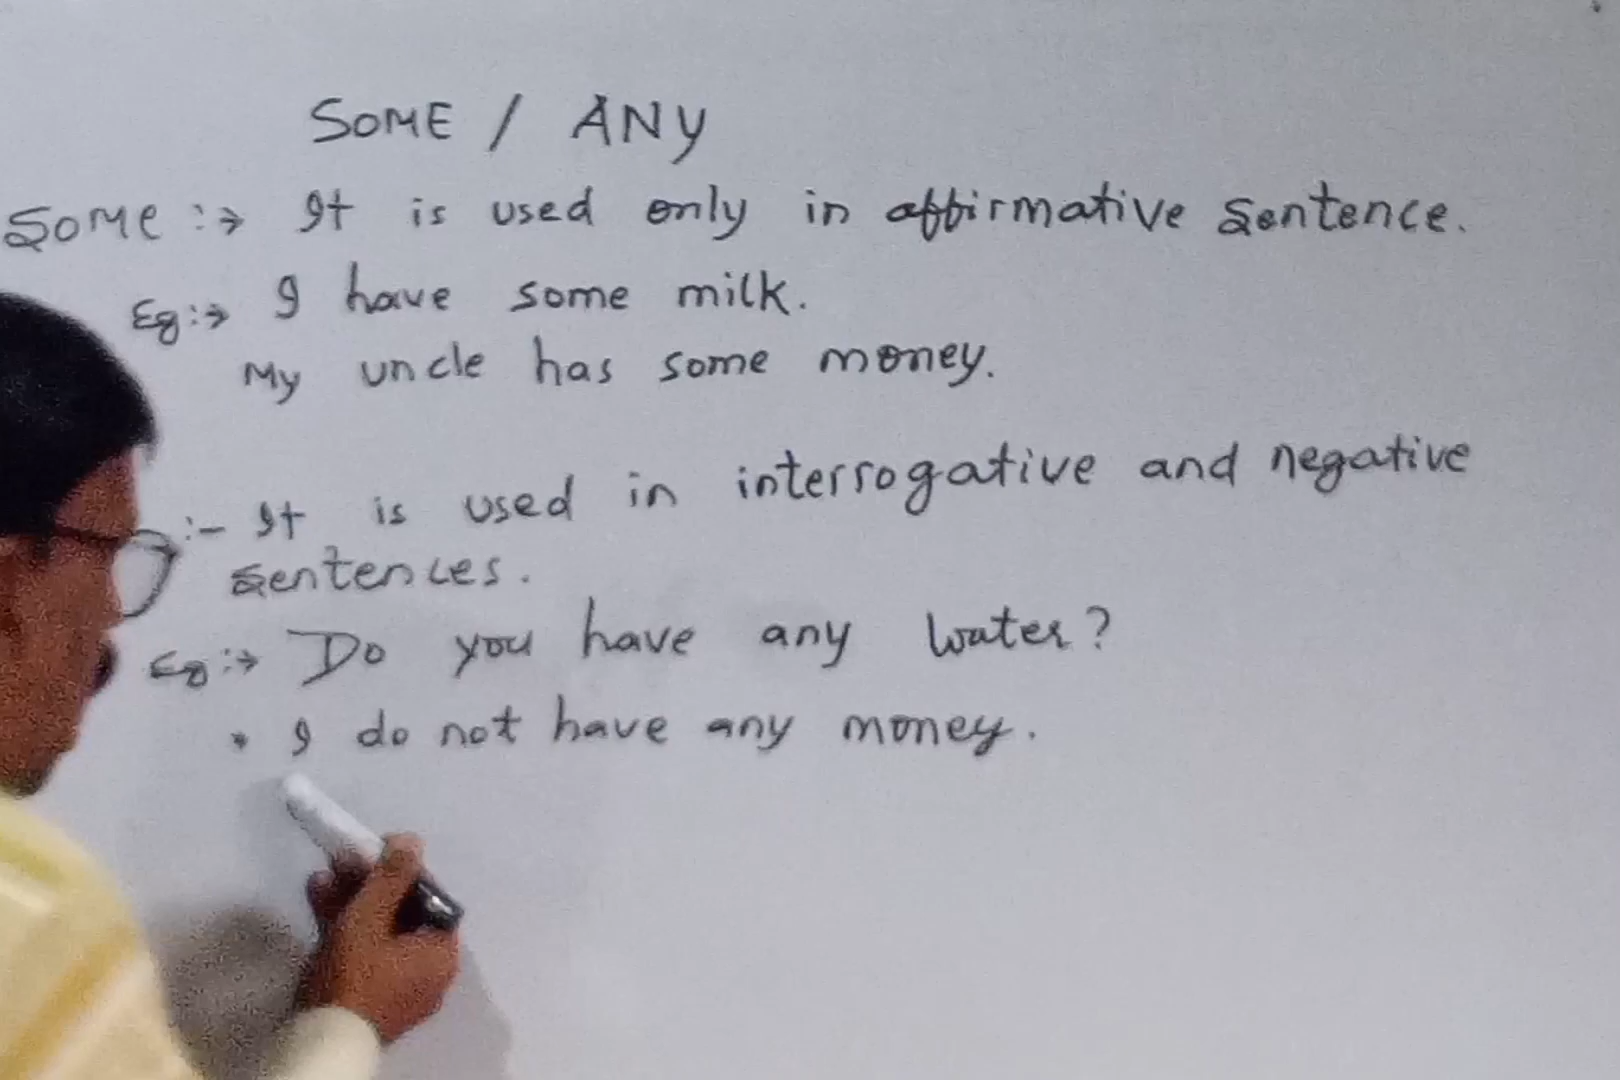 SOME / ANY
SOME :→ It is used only in affirmative sentence.
Eg :→ I have some milk.
My uncle has some money.
:- It is used in interrogative and negative
sentences.
Eg :→ Do you have any water?
* I do not have any money.